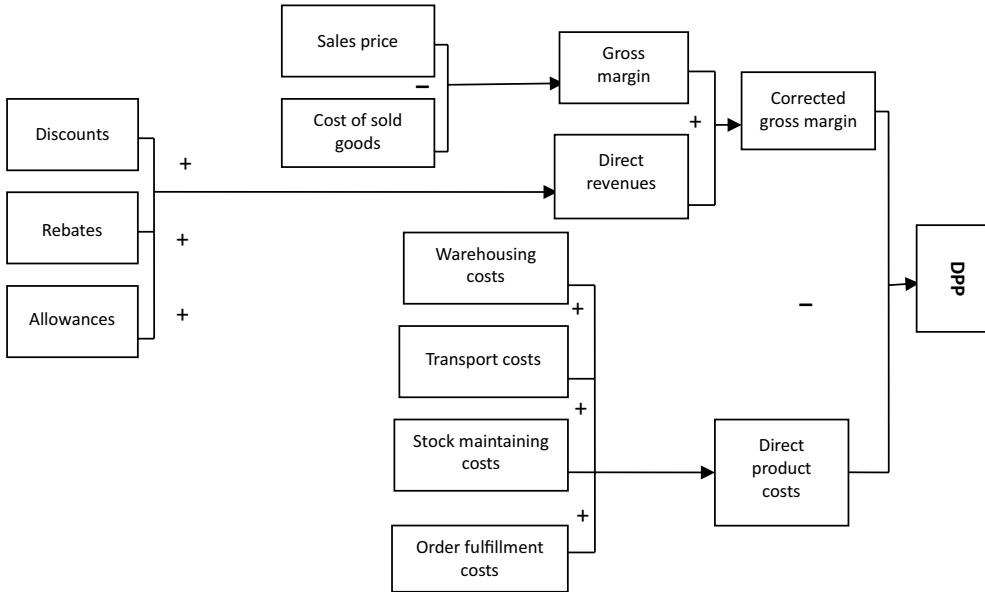 Sales price
−
Cost of sold
goods
Gross
margin
+
Direct
revenues
Corrected
gross margin
Discounts
+
Rebates
+
Allowances
+
Warehousing
costs
+
Transport costs
+
Stock maintaining
costs
+
Order fulfillment
costs
Direct
product
costs
−
DPP